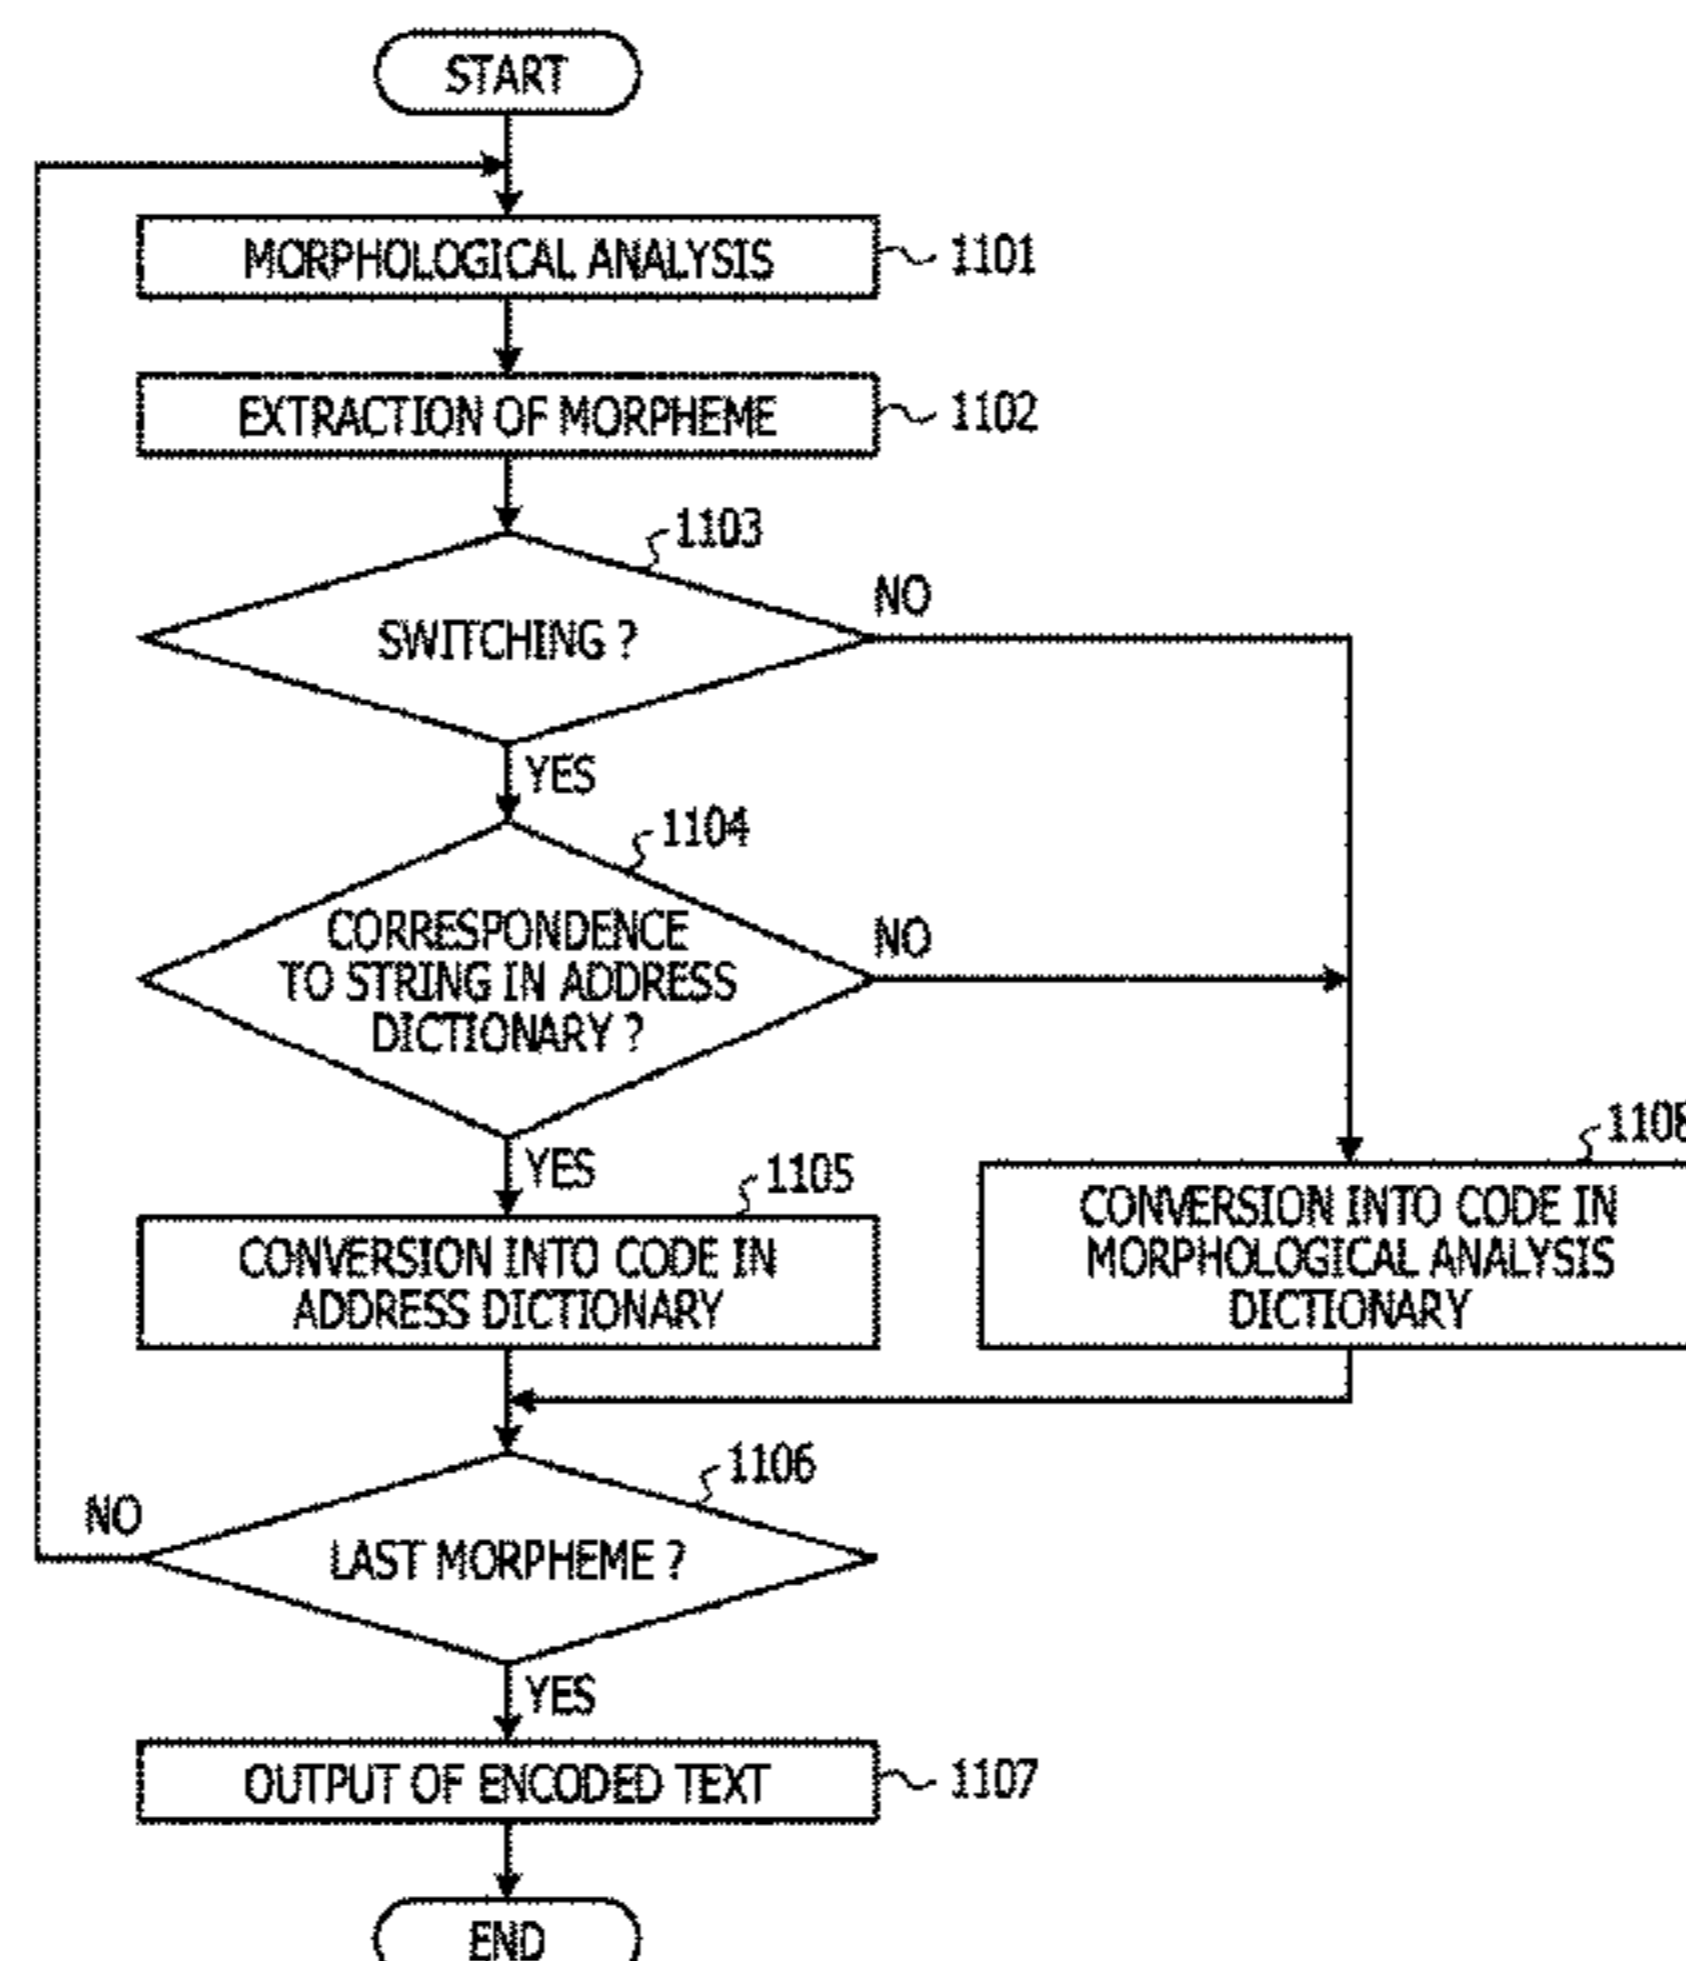 START
MORPHOLOGICAL ANALYSIS
1101
EXTRACTION OF MORPHEME
1102
1103
SWITCHING ?
NO
YES
1104
CORRESPONDENCE
TO STRING IN ADDRESS
DICTIONARY ?
NO
YES
1105
CONVERSION INTO CODE IN
ADDRESS DICTIONARY
1108
CONVERSION INTO CODE IN
MORPHOLOGICAL ANALYSIS
DICTIONARY
1106
LAST MORPHEME ?
NO
YES
OUTPUT OF ENCODED TEXT
1107
END